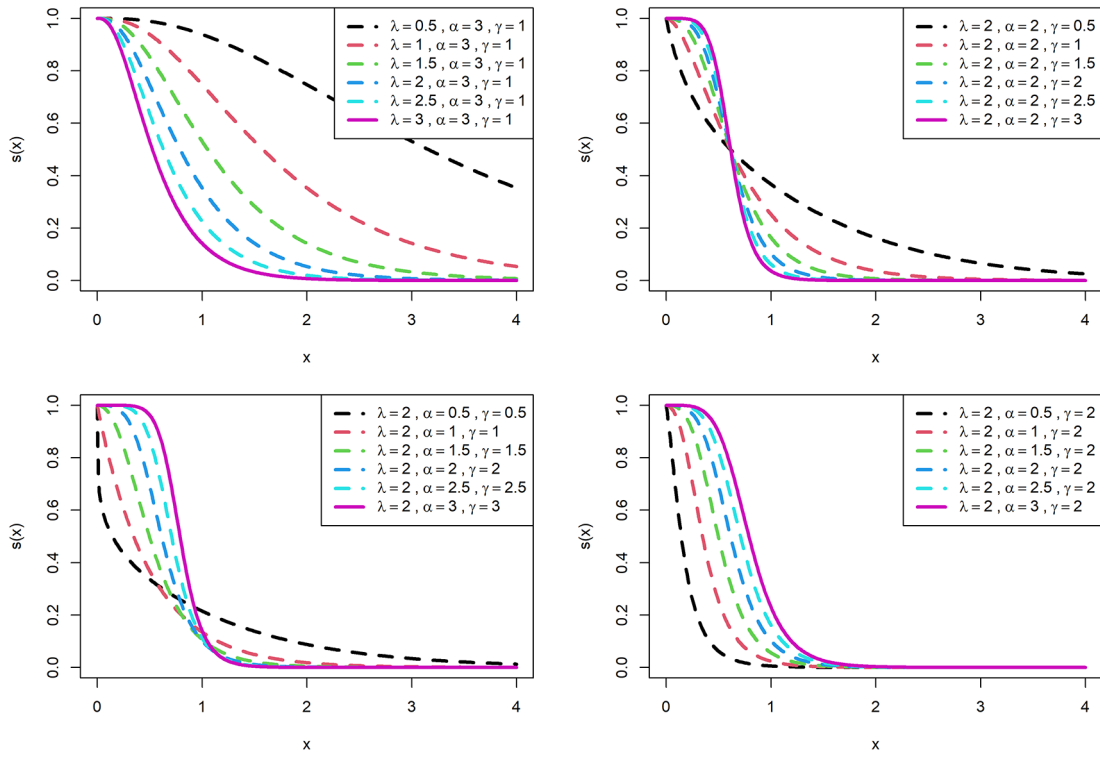 s(x)
1.0
0.8
0.6
0.4
0.2
0.0
0 1 2 3 4
x
λ = 0.5 , α = 3 , γ = 1
λ = 1 , α = 3 , γ = 1
λ = 1.5 , α = 3 , γ = 1
λ = 2 , α = 3 , γ = 1
λ = 2.5 , α = 3 , γ = 1
λ = 3 , α = 3 , γ = 1
s(x)
1.0
0.8
0.6
0.4
0.2
0.0
0 1 2 3 4
x
λ = 2 , α = 2 , γ = 0.5
λ = 2 , α = 2 , γ = 1
λ = 2 , α = 2 , γ = 1.5
λ = 2 , α = 2 , γ = 2
λ = 2 , α = 2 , γ = 2.5
λ = 2 , α = 2 , γ = 3
s(x)
1.0
0.8
0.6
0.4
0.2
0.0
0 1 2 3 4
x
λ = 2 , α = 0.5 , γ = 0.5
λ = 2 , α = 1 , γ = 1
λ = 2 , α = 1.5 , γ = 1.5
λ = 2 , α = 2 , γ = 2
λ = 2 , α = 2.5 , γ = 2.5
λ = 2 , α = 3 , γ = 3
s(x)
1.0
0.8
0.6
0.4
0.2
0.0
0 1 2 3 4
x
λ = 2 , α = 0.5 , γ = 2
λ = 2 , α = 1 , γ = 2
λ = 2 , α = 1.5 , γ = 2
λ = 2 , α = 2 , γ = 2
λ = 2 , α = 2.5 , γ = 2
λ = 2 , α = 3 , γ = 2